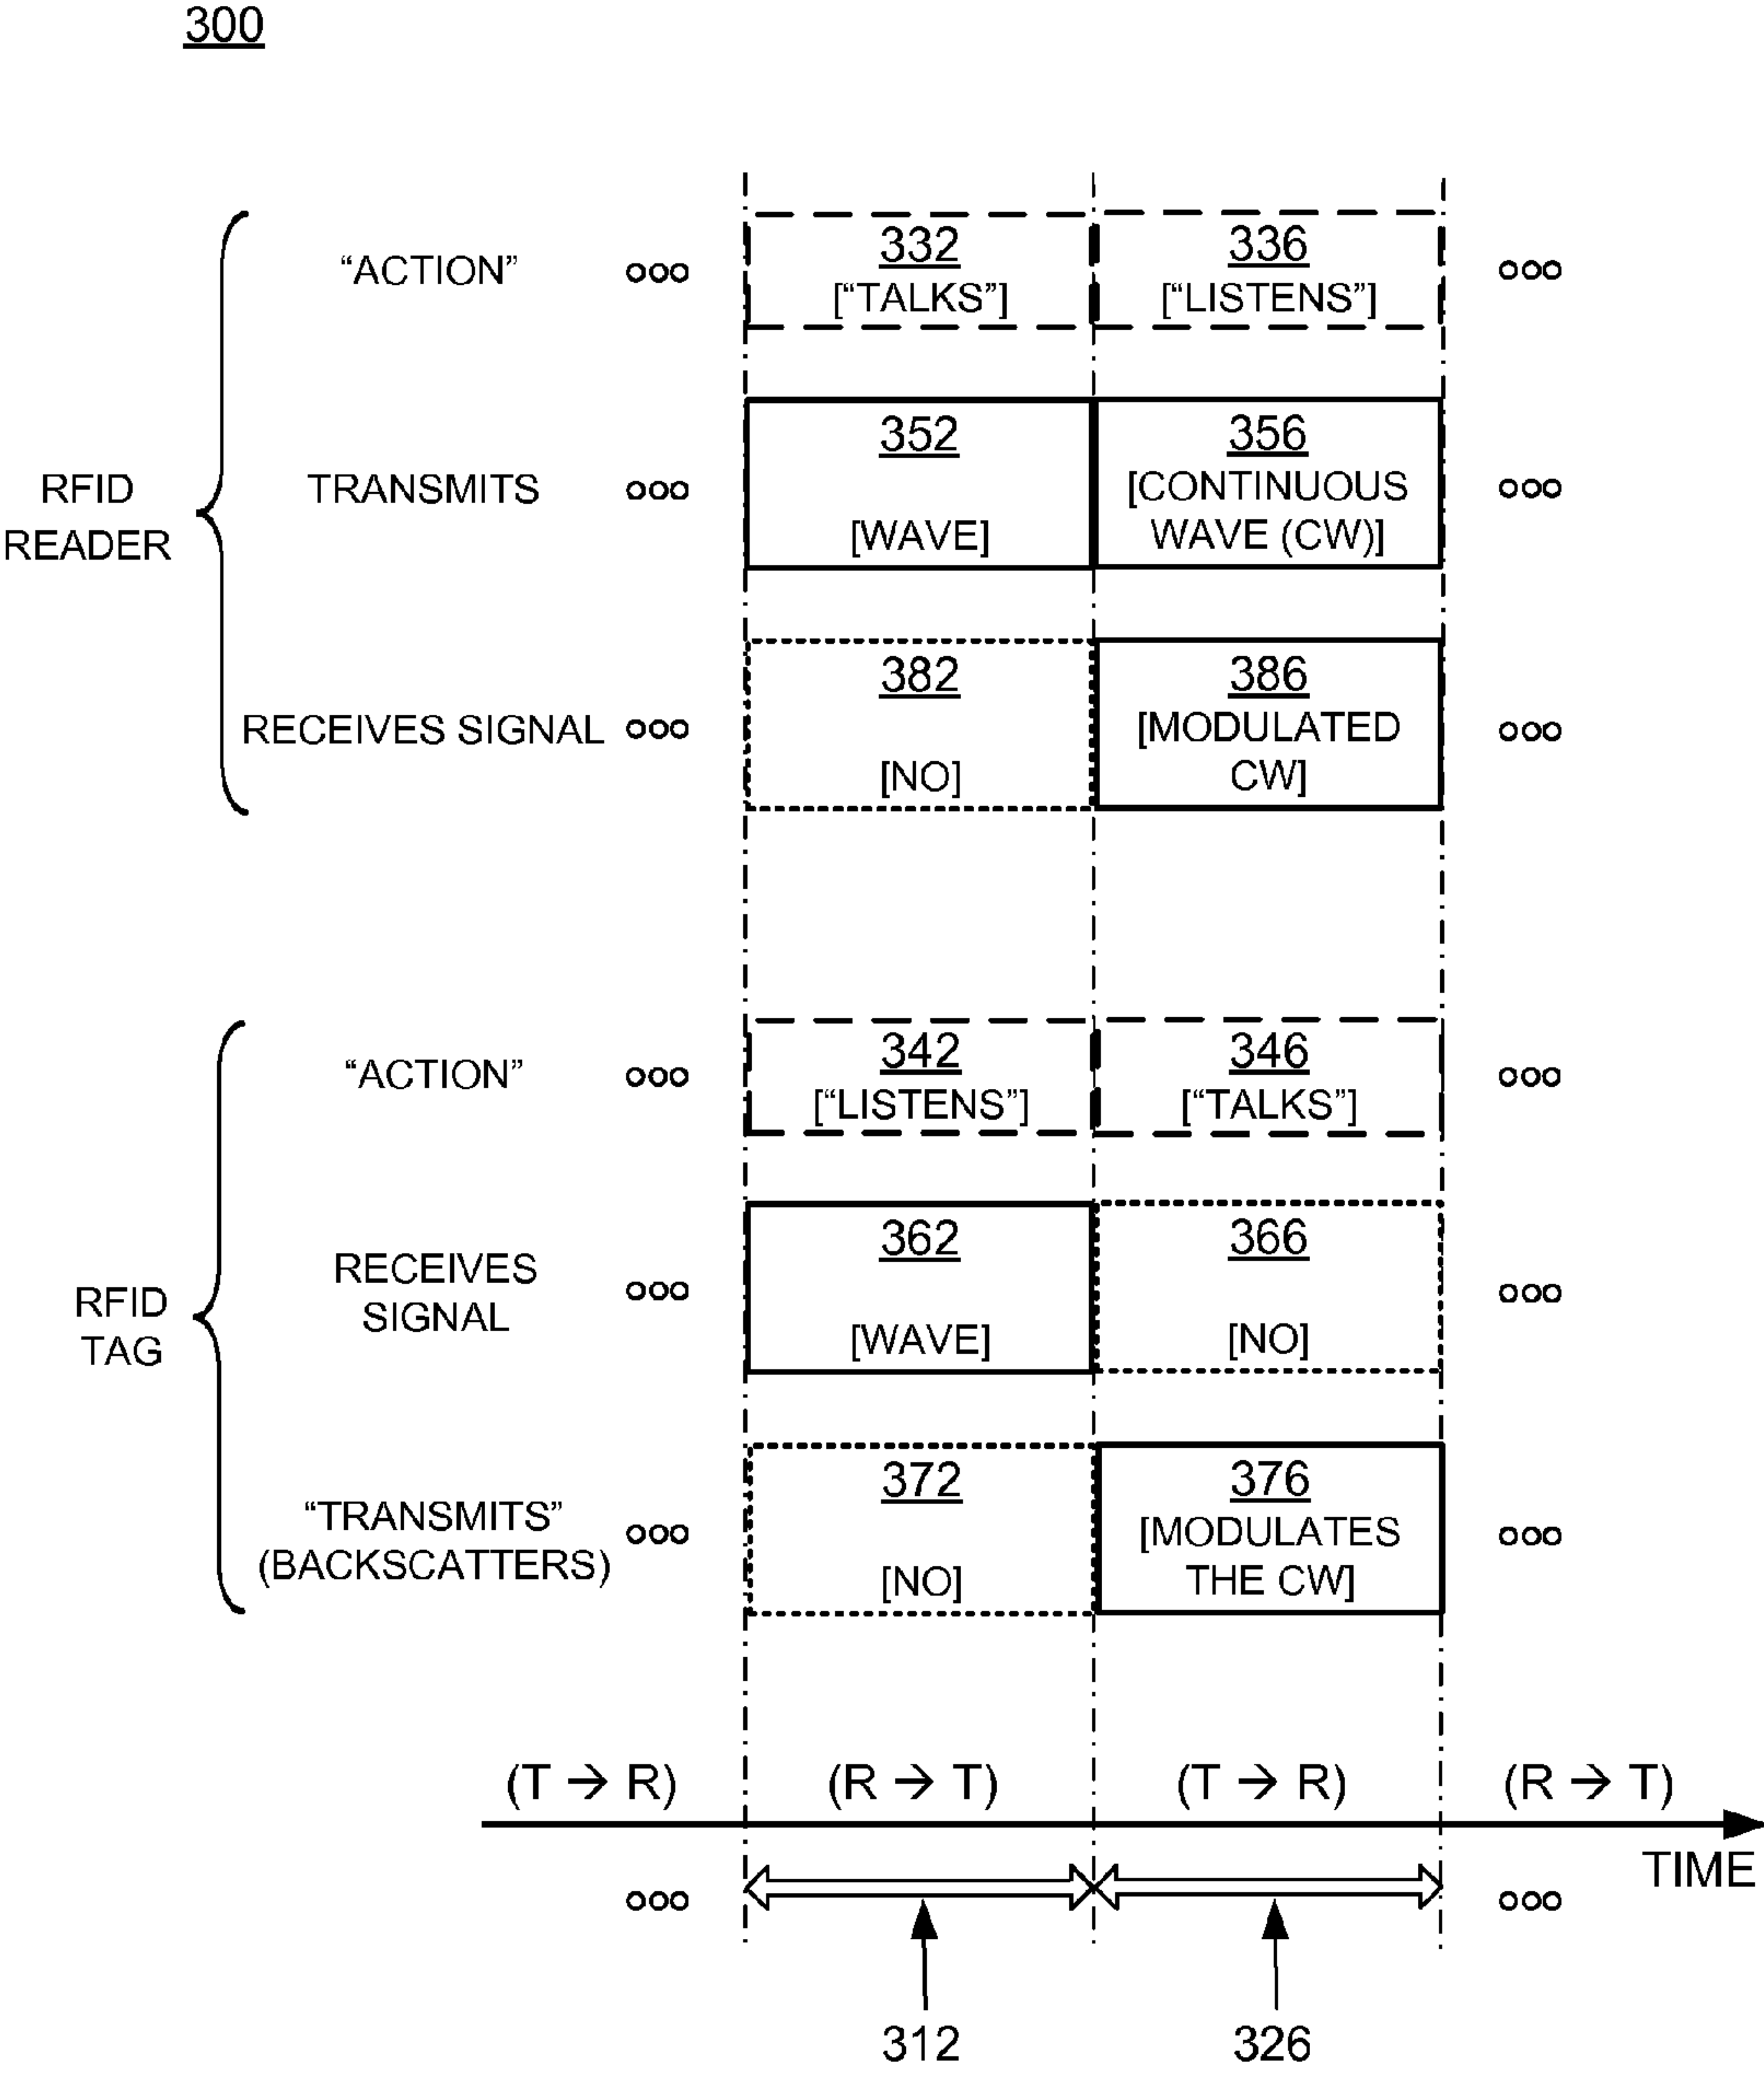 300
RFID
READER
“ACTION”
ooo
332
[“TALKS”]
336
[“LISTENS”]
ooo
TRANSMITS
ooo
352
[WAVE]
356
[CONTINUOUS
WAVE (CW)]
ooo
RECEIVES SIGNAL
ooo
382
[NO]
386
[MODULATED
CW]
ooo
RFID
TAG
“ACTION”
ooo
342
[“LISTENS”]
346
[“TALKS”]
ooo
RECEIVES
SIGNAL
ooo
362
[WAVE]
366
[NO]
ooo
“TRANSMITS”
(BACKSCATTERS)
ooo
372
[NO]
376
[MODULATES
THE CW]
ooo
(T → R)
(R → T)
(T → R)
(R → T)
TIME
ooo
ooo
312
326